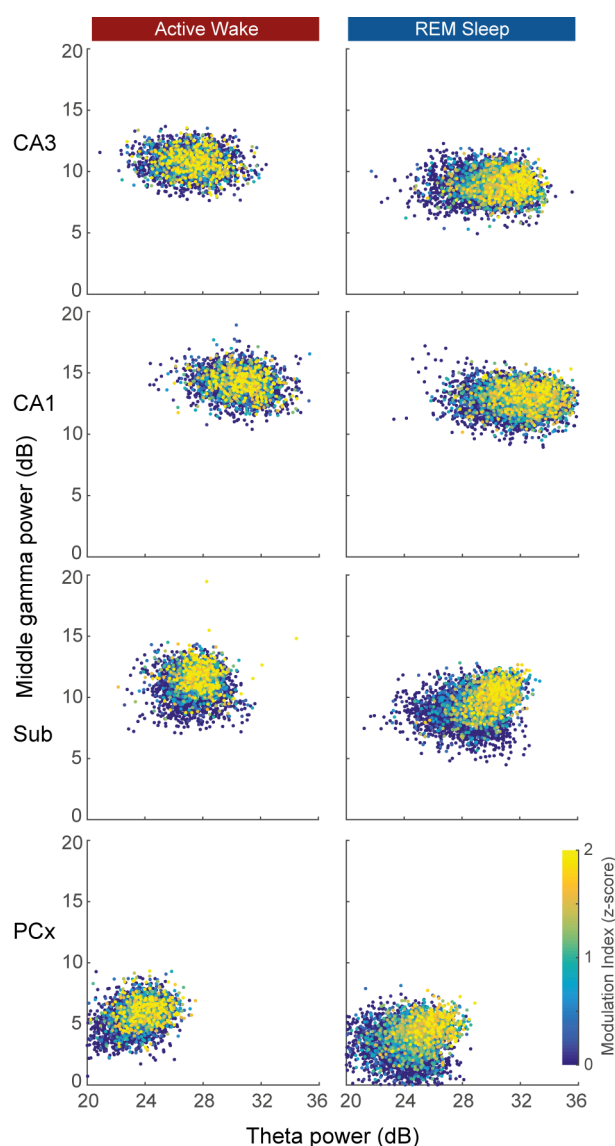 Active Wake
REM Sleep
CA3
20
15
10
5
0
CA1
20
15
10
5
0
Sub
20
15
10
5
0
PCx
20
15
10
5
0
Middle gamma power (dB)
2
1
0
Modulation Index (z-score)
20 24 28 32 36
20 24 28 32 36
Theta power (dB)